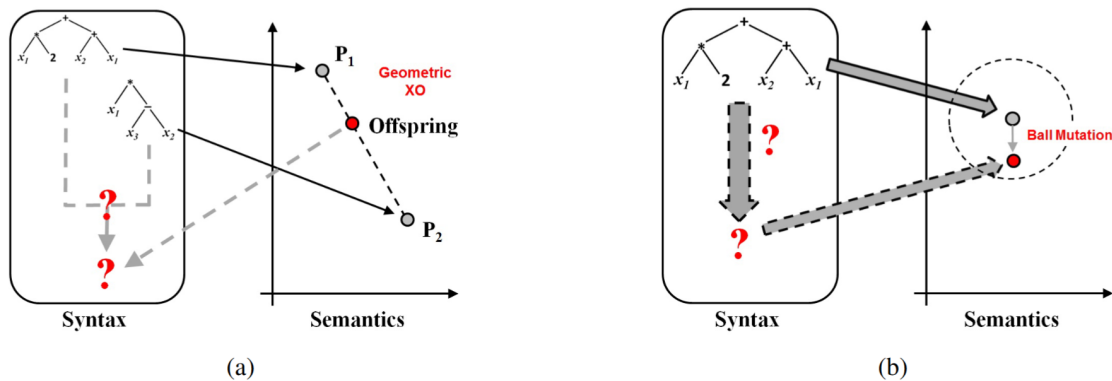 +
* +
x1 2 x2 x1
*
x1 −
x3 x2
?
?
P1
Geometric
XO
Offspring
P2
Syntax
Semantics
(a)
+
* +
x1 2 x2 x1
?
?
Ball Mutation
Syntax
Semantics
(b)